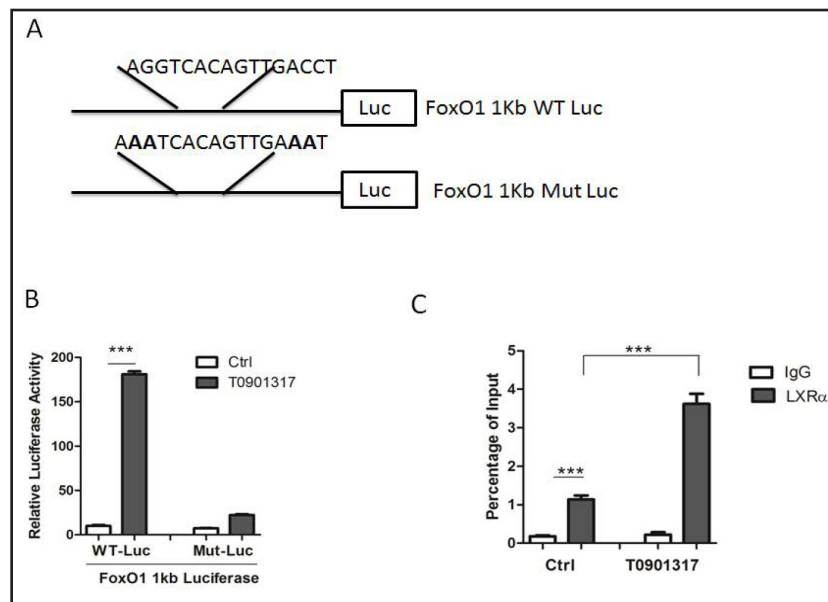 A
AGGTCACAGTTGACCT
Luc
FoxO1 1Kb WT Luc
AAATCACAGTTGAAAT
Luc
FoxO1 1Kb Mut Luc
B
***
Ctrl
T0901317
Relative Luciferase Activity
200
150
100
50
0
WT-Luc
Mut-Luc
FoxO1 1kb Luciferase
C
***
***
IgG
LXRα
Percentage of Input
5
4
3
2
1
0
Ctrl
T0901317